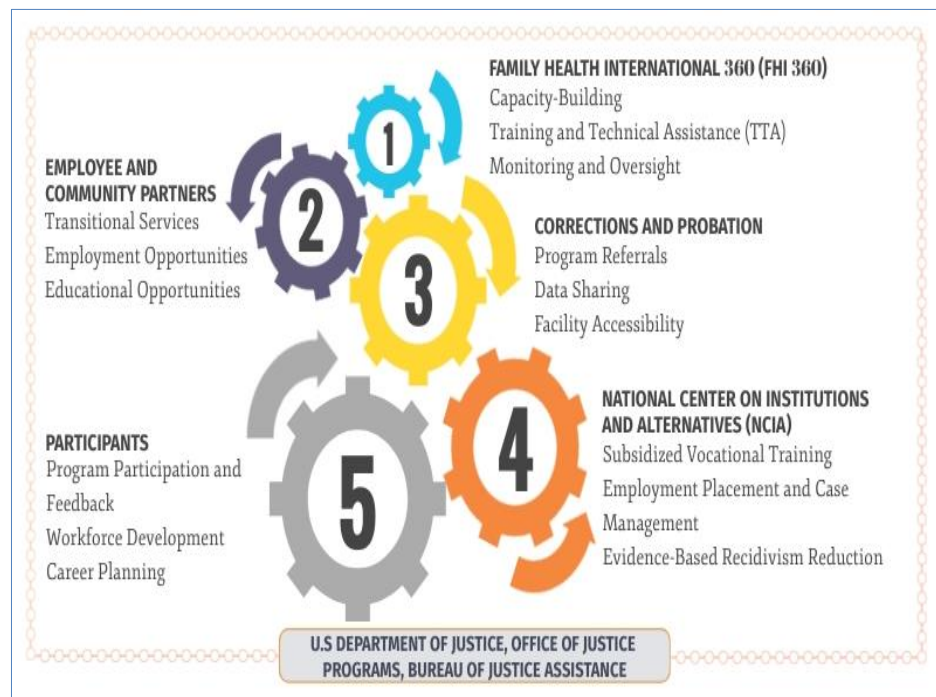 1
FAMILY HEALTH INTERNATIONAL 360 (FHI 360)
Capacity-Building
Training and Technical Assistance (TTA)
Monitoring and Oversight
2
EMPLOYEE AND
COMMUNITY PARTNERS
Transitional Services
Employment Opportunities
Educational Opportunities
3
CORRECTIONS AND PROBATION
Program Referrals
Data Sharing
Facility Accessibility
4
NATIONAL CENTER ON INSTITUTIONS
AND ALTERNATIVES (NCIA)
Subsidized Vocational Training
Employment Placement and Case
Management
Evidence-Based Recidivism Reduction
5
PARTICIPANTS
Program Participation and
Feedback
Workforce Development
Career Planning
U.S DEPARTMENT OF JUSTICE, OFFICE OF JUSTICE
PROGRAMS, BUREAU OF JUSTICE ASSISTANCE